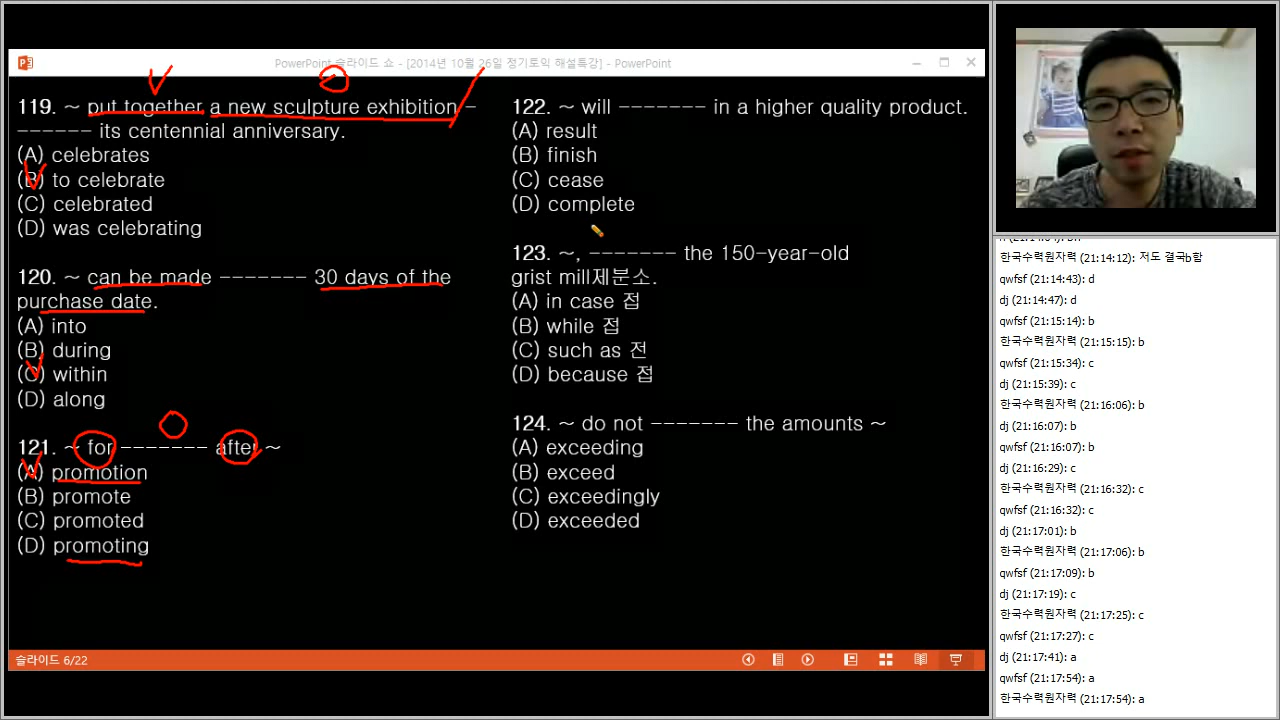 PowerPoint 슬라이드 쇼 - [2014년 10월 26일 정기토익 해설특강] - PowerPoint
119. ~ put together a new sculpture exhibition -
------ its centennial anniversary.
(A) celebrates
(B) to celebrate
(C) celebrated
(D) was celebrating
120. ~ can be made ------- 30 days of the
purchase date.
(A) into
(B) during
(C) within
(D) along
121. ~ for ------- after ~
(A) promotion
(B) promote
(C) promoted
(D) promoting
122. ~ will ------- in a higher quality product.
(A) result
(B) finish
(C) cease
(D) complete
123. ~, ------- the 150-year-old
grist mill제분소.
(A) in case 접
(B) while 접
(C) such as 전
(D) because 접
124. ~ do not ------- the amounts ~
(A) exceeding
(B) exceed
(C) exceedingly
(D) exceeded
슬라이드 6/22
한국수력원자력 (21:14:12): 저도 결국b함
qwfsf (21:14:43): d
dj (21:14:47): d
qwfsf (21:15:14): b
한국수력원자력 (21:15:15): b
qwfsf (21:15:34): c
dj (21:15:39): c
한국수력원자력 (21:16:06): b
dj (21:16:07): b
qwfsf (21:16:07): b
dj (21:16:29): c
한국수력원자력 (21:16:32): c
qwfsf (21:16:32): c
dj (21:17:01): b
한국수력원자력 (21:17:06): b
qwfsf (21:17:09): b
dj (21:17:19): c
한국수력원자력 (21:17:25): c
qwfsf (21:17:27): c
dj (21:17:41): a
qwfsf (21:17:54): a
한국수력원자력 (21:17:54): a